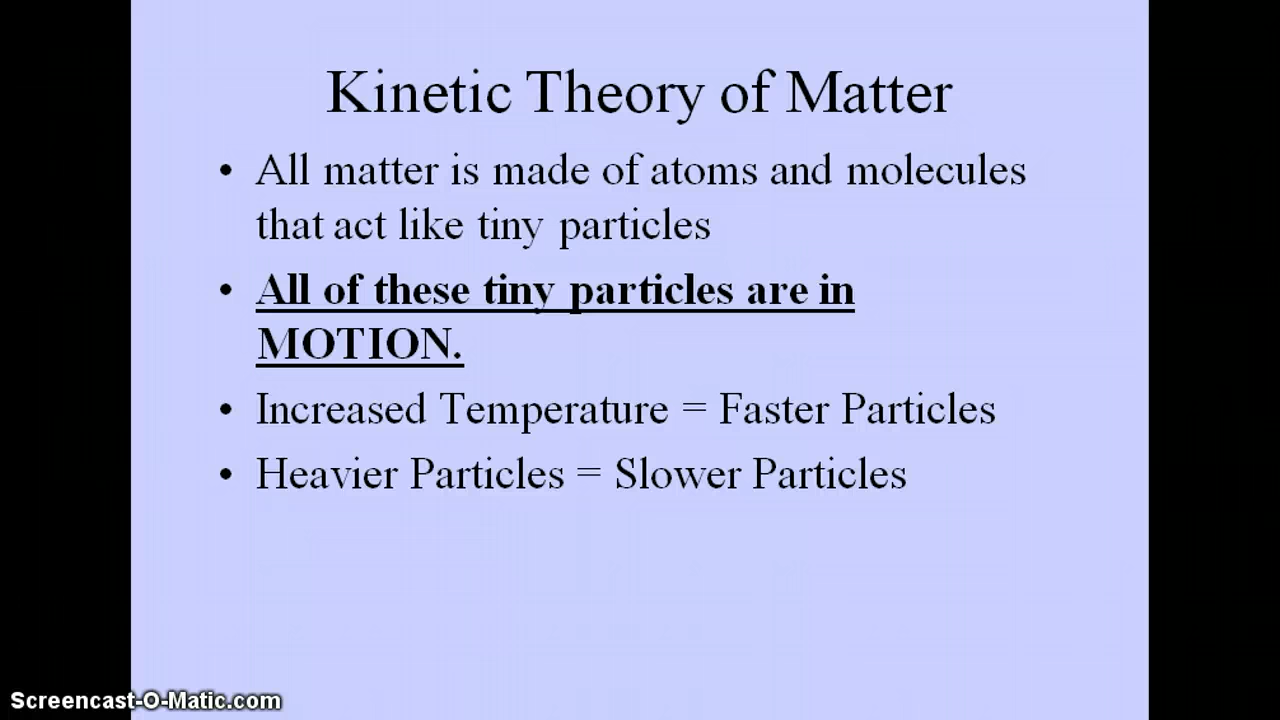 Kinetic Theory of Matter
• All matter is made of atoms and molecules
that act like tiny particles
• All of these tiny particles are in
MOTION.
• Increased Temperature = Faster Particles
• Heavier Particles = Slower Particles
Screencast-O-Matic.com